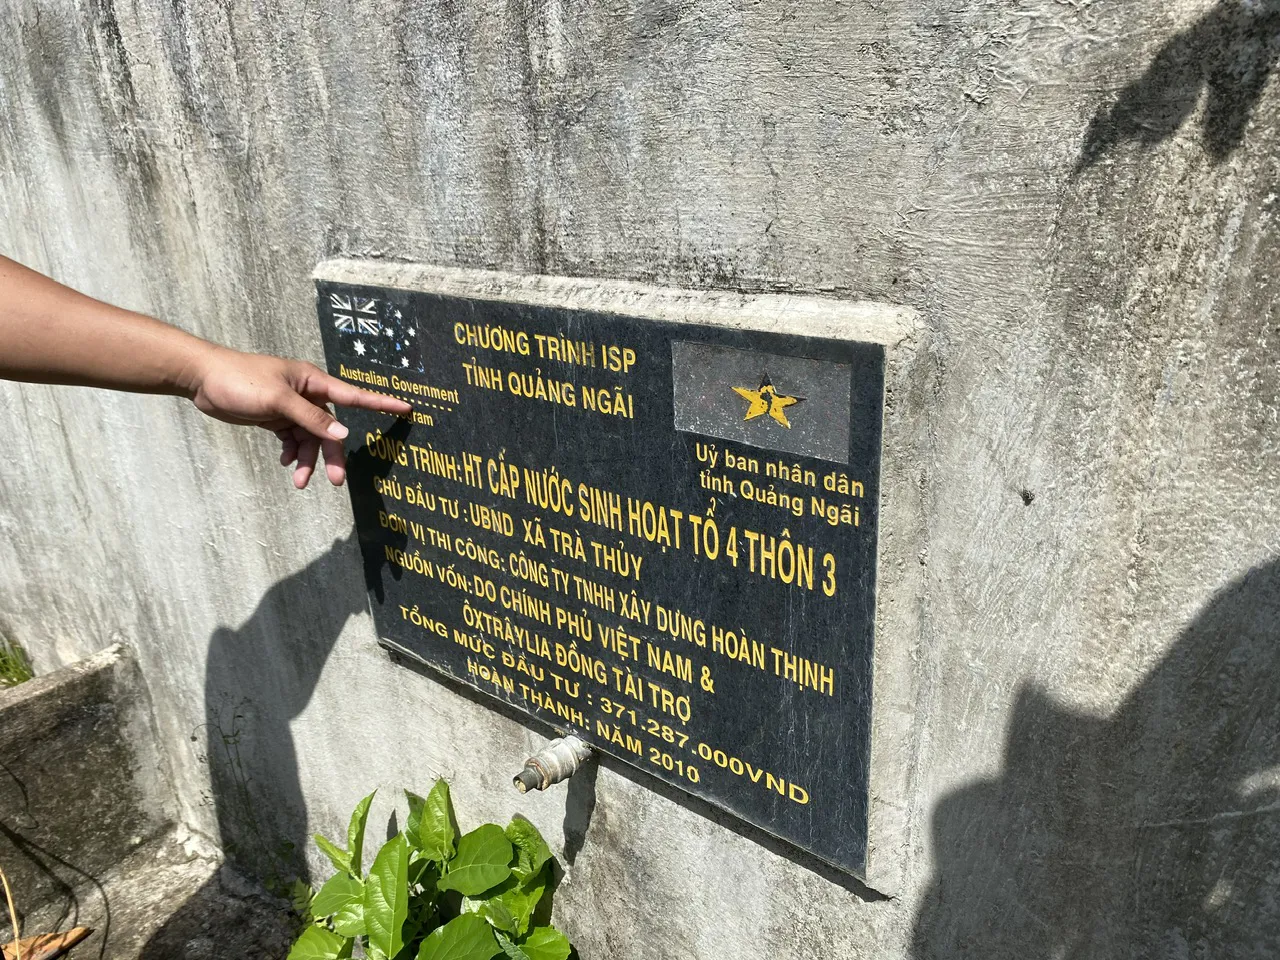 Australian Government
gram
CHƯƠNG TRÌNH ISP
TỈNH QUẢNG NGÃI
Uỷ ban nhân dân
tỉnh Quảng Ngãi
CÔNG TRÌNH: HT CẤP NƯỚC SINH HOẠT TỔ 4 THÔN 3
CHỦ ĐẦU TƯ : UBND XÃ TRÀ THỦY
ĐƠN VỊ THI CÔNG: CÔNG TY TNHH XÂY DỰNG HOÀN THỊNH
NGUỒN VỐN: DO CHÍNH PHỦ VIỆT NAM &
ÔXTRÂYLIA ĐỒNG TÀI TRỢ
TỔNG MỨC ĐẦU TƯ : 371.287.000VND
HOÀN THÀNH: NĂM 2010